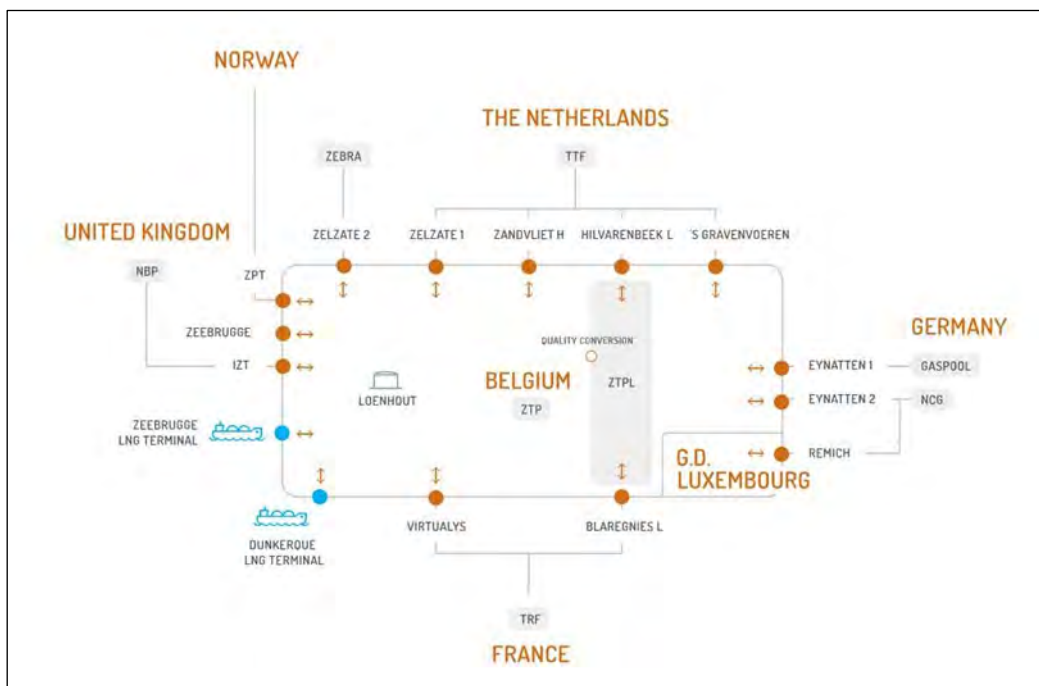 NORWAY
THE NETHERLANDS
ZEBRA
TTF
UNITED KINGDOM
ZELZATE 2
ZELZATE 1
ZANDVLIET H
HILVARENBEEK L
'S GRAVENVOEREN
NBP
ZPT
ZEEBRUGGE
IZT
GERMANY
QUALITY CONVERSION
EYNATTEN 1
GASPOOL
LOENHOUT
BELGIUM
ZTPL
ZTP
EYNATTEN 2
NCG
ZEEBRUGGE
LNG TERMINAL
G.D.
LUXEMBOURG
REMICH
VIRTUALYS
BLAREGNIES L
DUNKERQUE
LNG TERMINAL
TRF
FRANCE